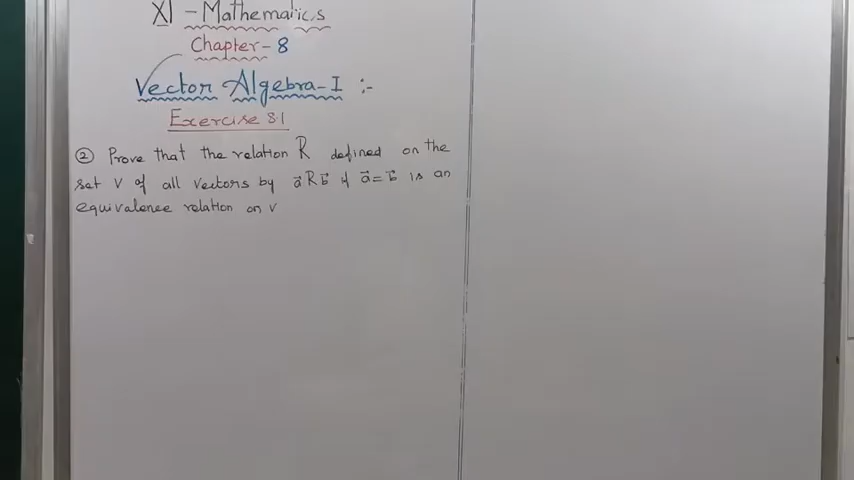 XI - Mathematics
Chapter - 8
Vector Algebra - I :-
Exercise 8.1
② Prove that the relation R defined on the
set V of all vectors by a⃗ R b⃗ if a⃗ = b⃗ is an
equivalence relation on V